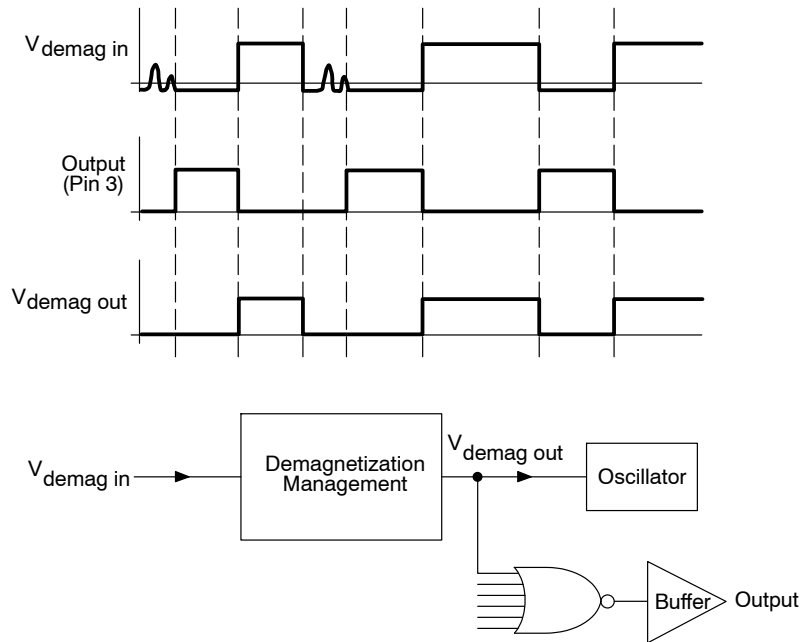 V demag in
Output
(Pin 3)
V demag out
V demag in
Demagnetization
Management
V demag out
Oscillator
Buffer
Output